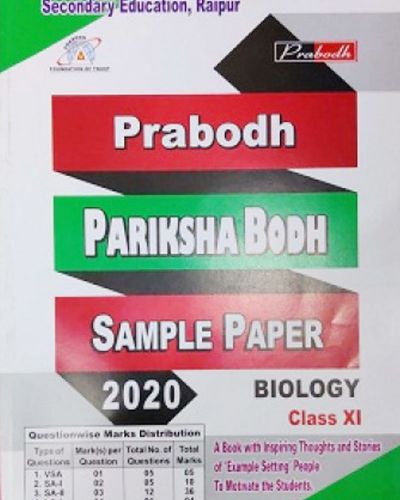 Secondary Education, Raipur
FOUNDATION OF TRUST
Prabodh
Prabodh
PARIKSHA BODH
SAMPLE PAPER
2020
BIOLOGY
Class XI
Questionwise Marks Distribution
Type of Questions Mark(s) per Question Total No. of Questions Total Marks
1. VSA 01 05 05
2. SA-I 02 05 10
3. SA-II 03 12 36
A Book with Inspiring Thoughts and Stories
of 'Example Setting' People
To Motivate the Students.